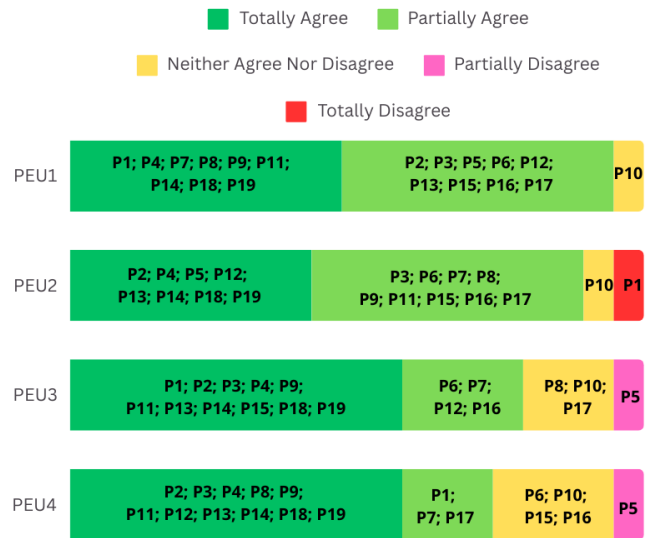 Totally Agree
Partially Agree
Neither Agree Nor Disagree
Partially Disagree
Totally Disagree
PEU1
P1; P4; P7; P8; P9; P11;
P14; P18; P19
P2; P3; P5; P6; P12;
P13; P15; P16; P17
P10
PEU2
P2; P4; P5; P12;
P13; P14; P18; P19
P3; P6; P7; P8;
P9; P11; P15; P16; P17
P10
P1
PEU3
P1; P2; P3; P4; P9;
P11; P13; P14; P15; P18; P19
P6; P7;
P12; P16
P8; P10;
P17
P5
PEU4
P2; P3; P4; P8; P9;
P11; P12; P13; P14; P18; P19
P1;
P7; P17
P6; P10;
P15; P16
P5